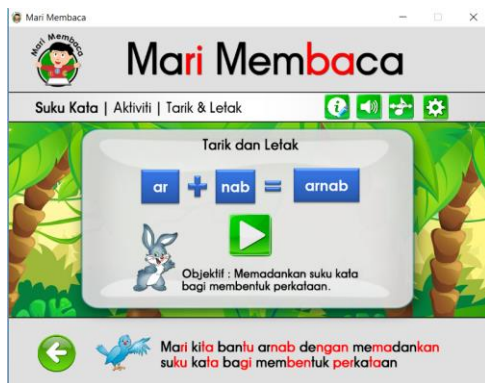 Mari Membaca
Mari Membaca
Mari Membaca
Suku Kata | Aktiviti | Tarik & Letak
Tarik dan Letak
ar + nab = arnab
Objektif : Memadankan suku kata
bagi membentuk perkataan.
Mari kita bantu arnab dengan memadankan
suku kata bagi membentuk perkataan